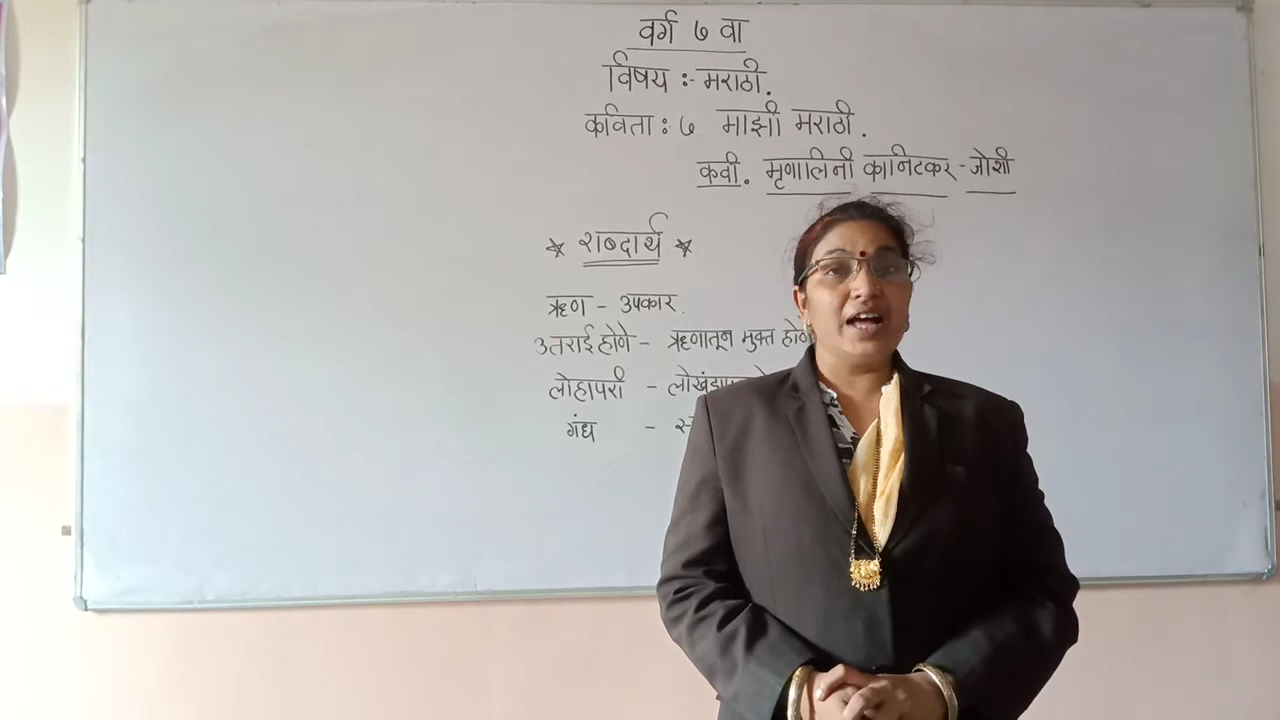 वर्ग ७ वा
विषय :- मराठी.
कविता : ७ माझी मराठी.
कवी. मृणालिनी कानिटकर - जोशी
* शब्दार्थ *
ऋण - उपकार.
उतराई होणे - ऋणातून मुक्त
लोहापरी -
गंध -